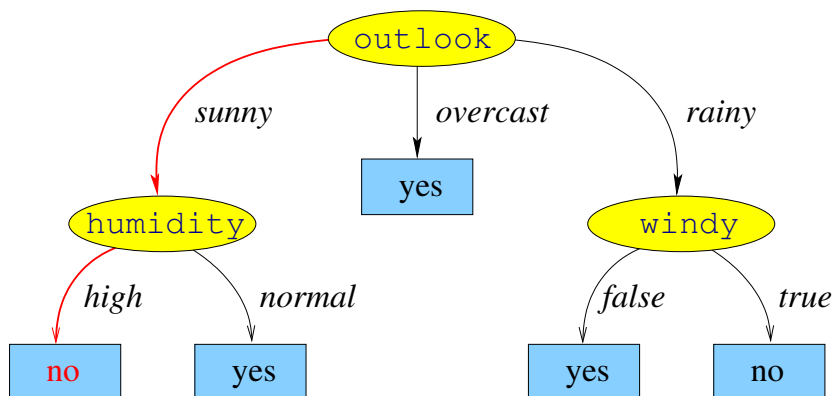 outlook
sunny overcast rainy
yes
humidity windy
high normal false true
no yes yes no